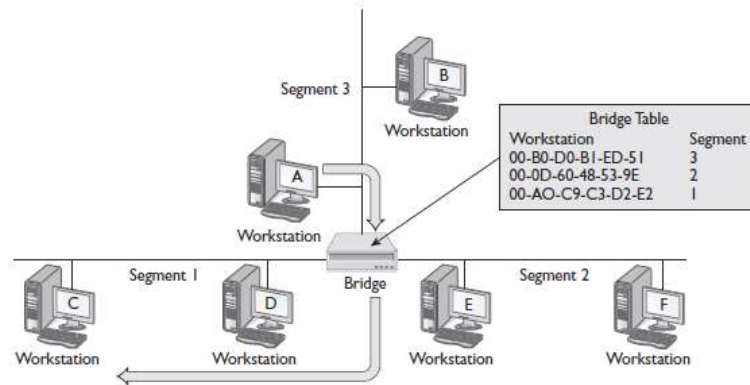 B
Segment 3
Workstation
Bridge Table
Workstation Segment
00-B0-D0-B1-ED-51 3
00-0D-60-48-53-9E 2
00-AO-C9-C3-D2-E2 1
A
Workstation
Segment 1
Bridge
Segment 2
C
D
E
F
Workstation
Workstation
Workstation
Workstation